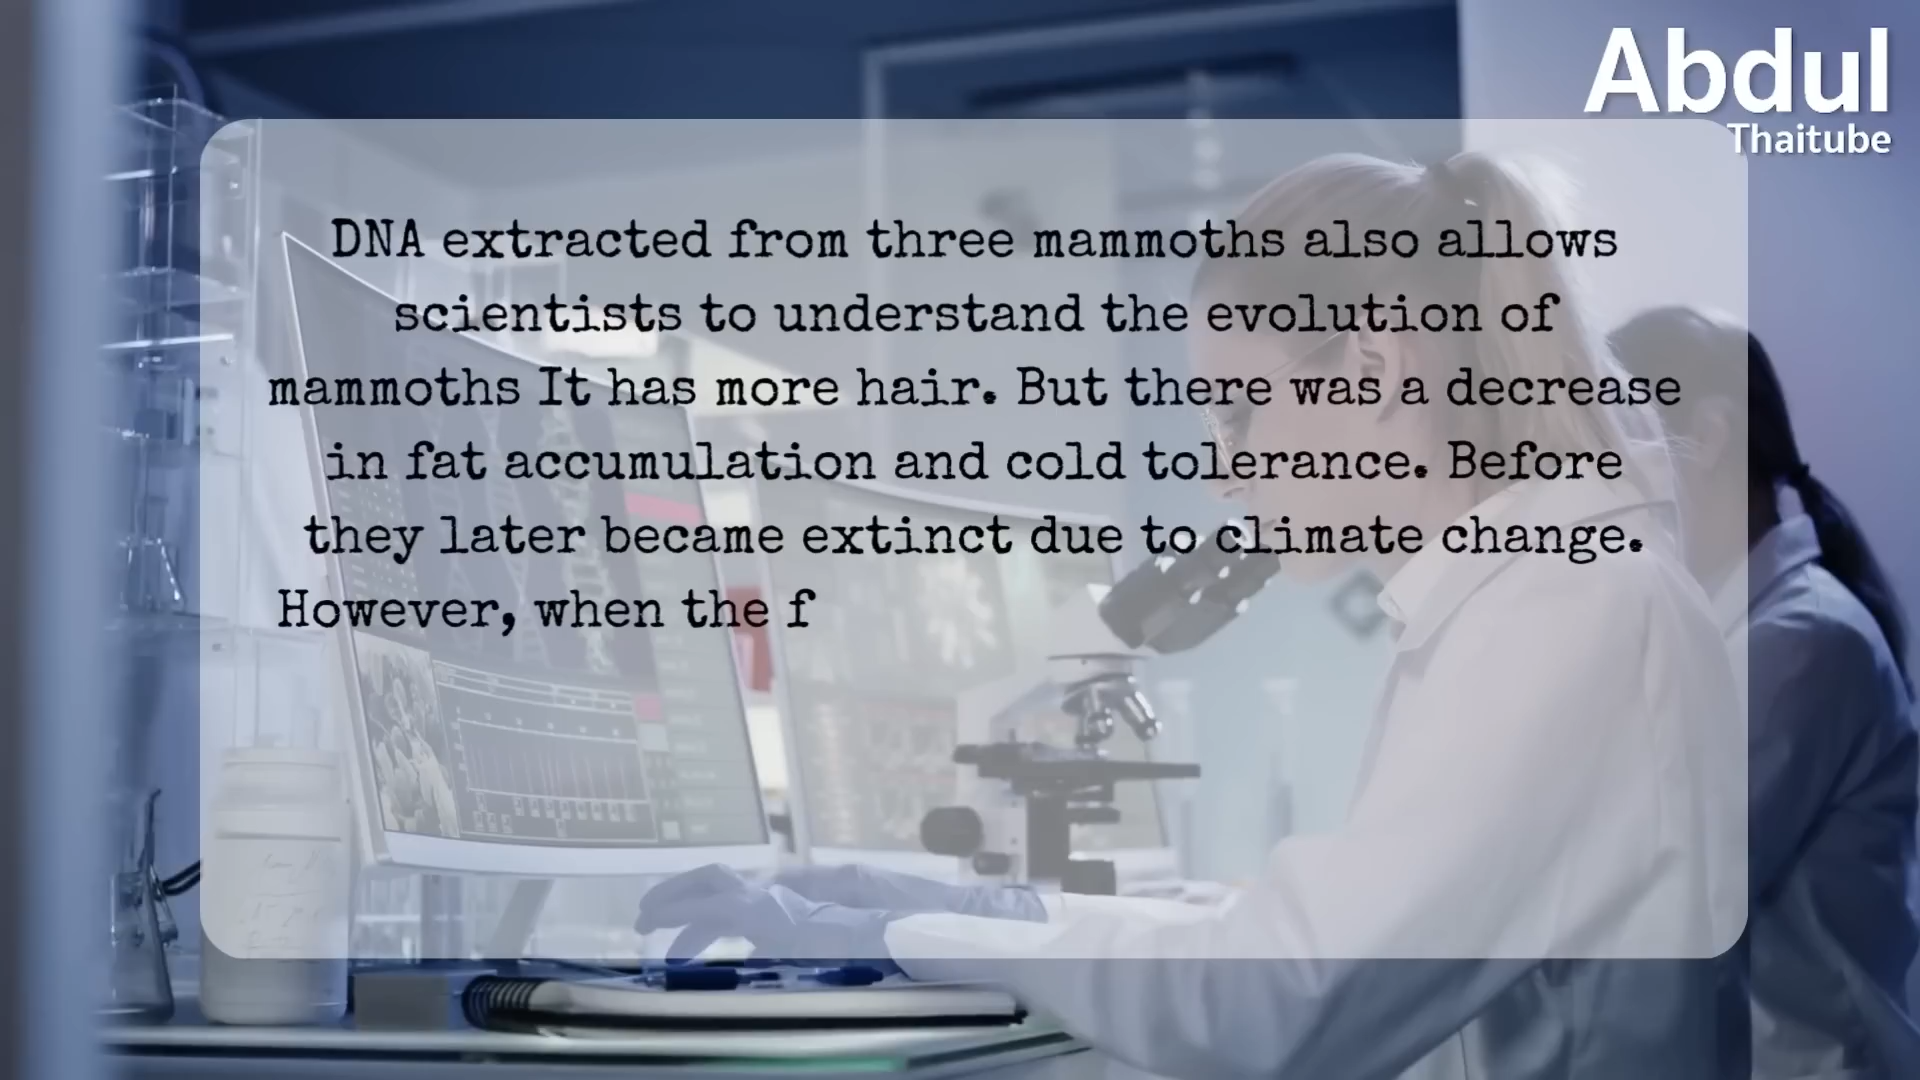 Abdul
Thaitube
DNA extracted from three mammoths also allows
scientists to understand the evolution of
mammoths It has more hair. But there was a decrease
in fat accumulation and cold tolerance. Before
they later became extinct due to climate change.
However, when the f